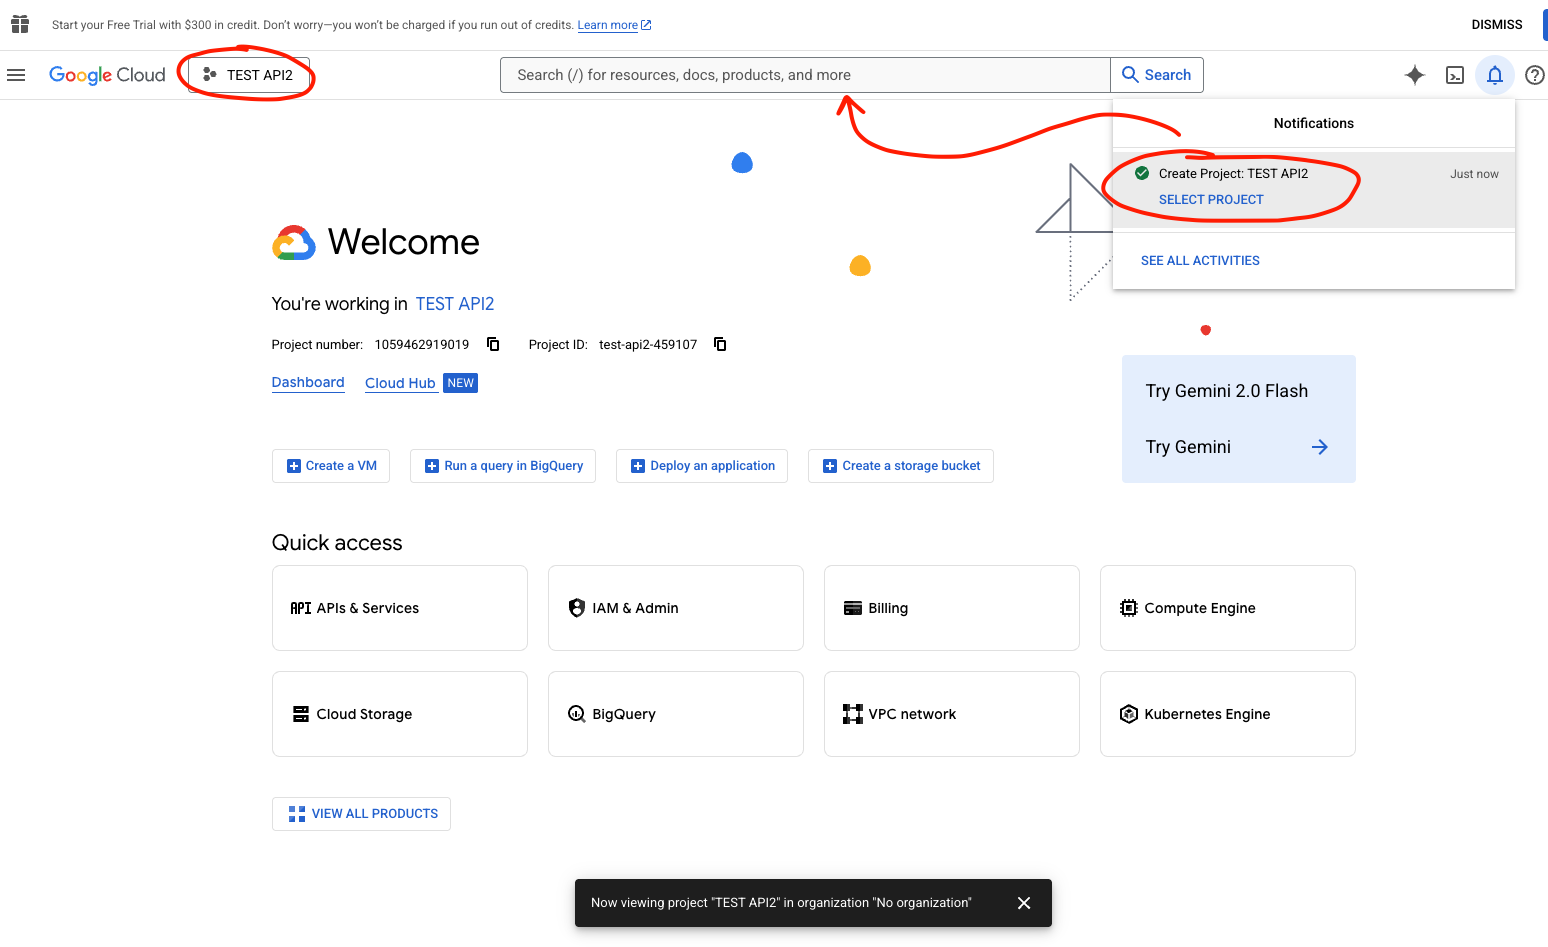 Start your Free Trial with $300 in credit. Don't worry—you won't be charged if you run out of credits. Learn more
DISMISS
Google Cloud
TEST API2
Search (/) for resources, docs, products, and more
Search
Notifications
Create Project: TEST API2
Just now
SELECT PROJECT
SEE ALL ACTIVITIES
Welcome
You're working in TEST API2
Project number: 1059462919019
Project ID: test-api2-459107
Dashboard
Cloud Hub NEW
Try Gemini 2.0 Flash
Try Gemini
Create a VM
Run a query in BigQuery
Deploy an application
Create a storage bucket
Quick access
API APIs & Services
IAM & Admin
Billing
Compute Engine
Cloud Storage
BigQuery
VPC network
Kubernetes Engine
VIEW ALL PRODUCTS
Now viewing project "TEST API2" in organization "No organization"